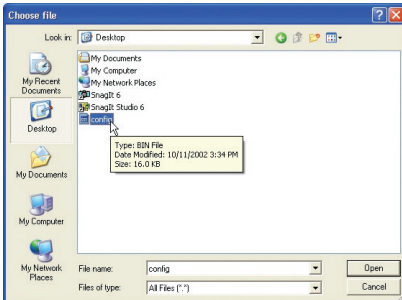 Choose file
Look in: Desktop
My Recent
Documents
Desktop
My Documents
My Computer
My Network
Places
My Documents
My Computer
My Network Places
SnagIt 6
SnagIt Studio 6
config
Type: BIN File
Date Modified: 10/11/2002 3:34 PM
Size: 16.0 KB
File name: config Open
Files of type: All Files (*.*) Cancel